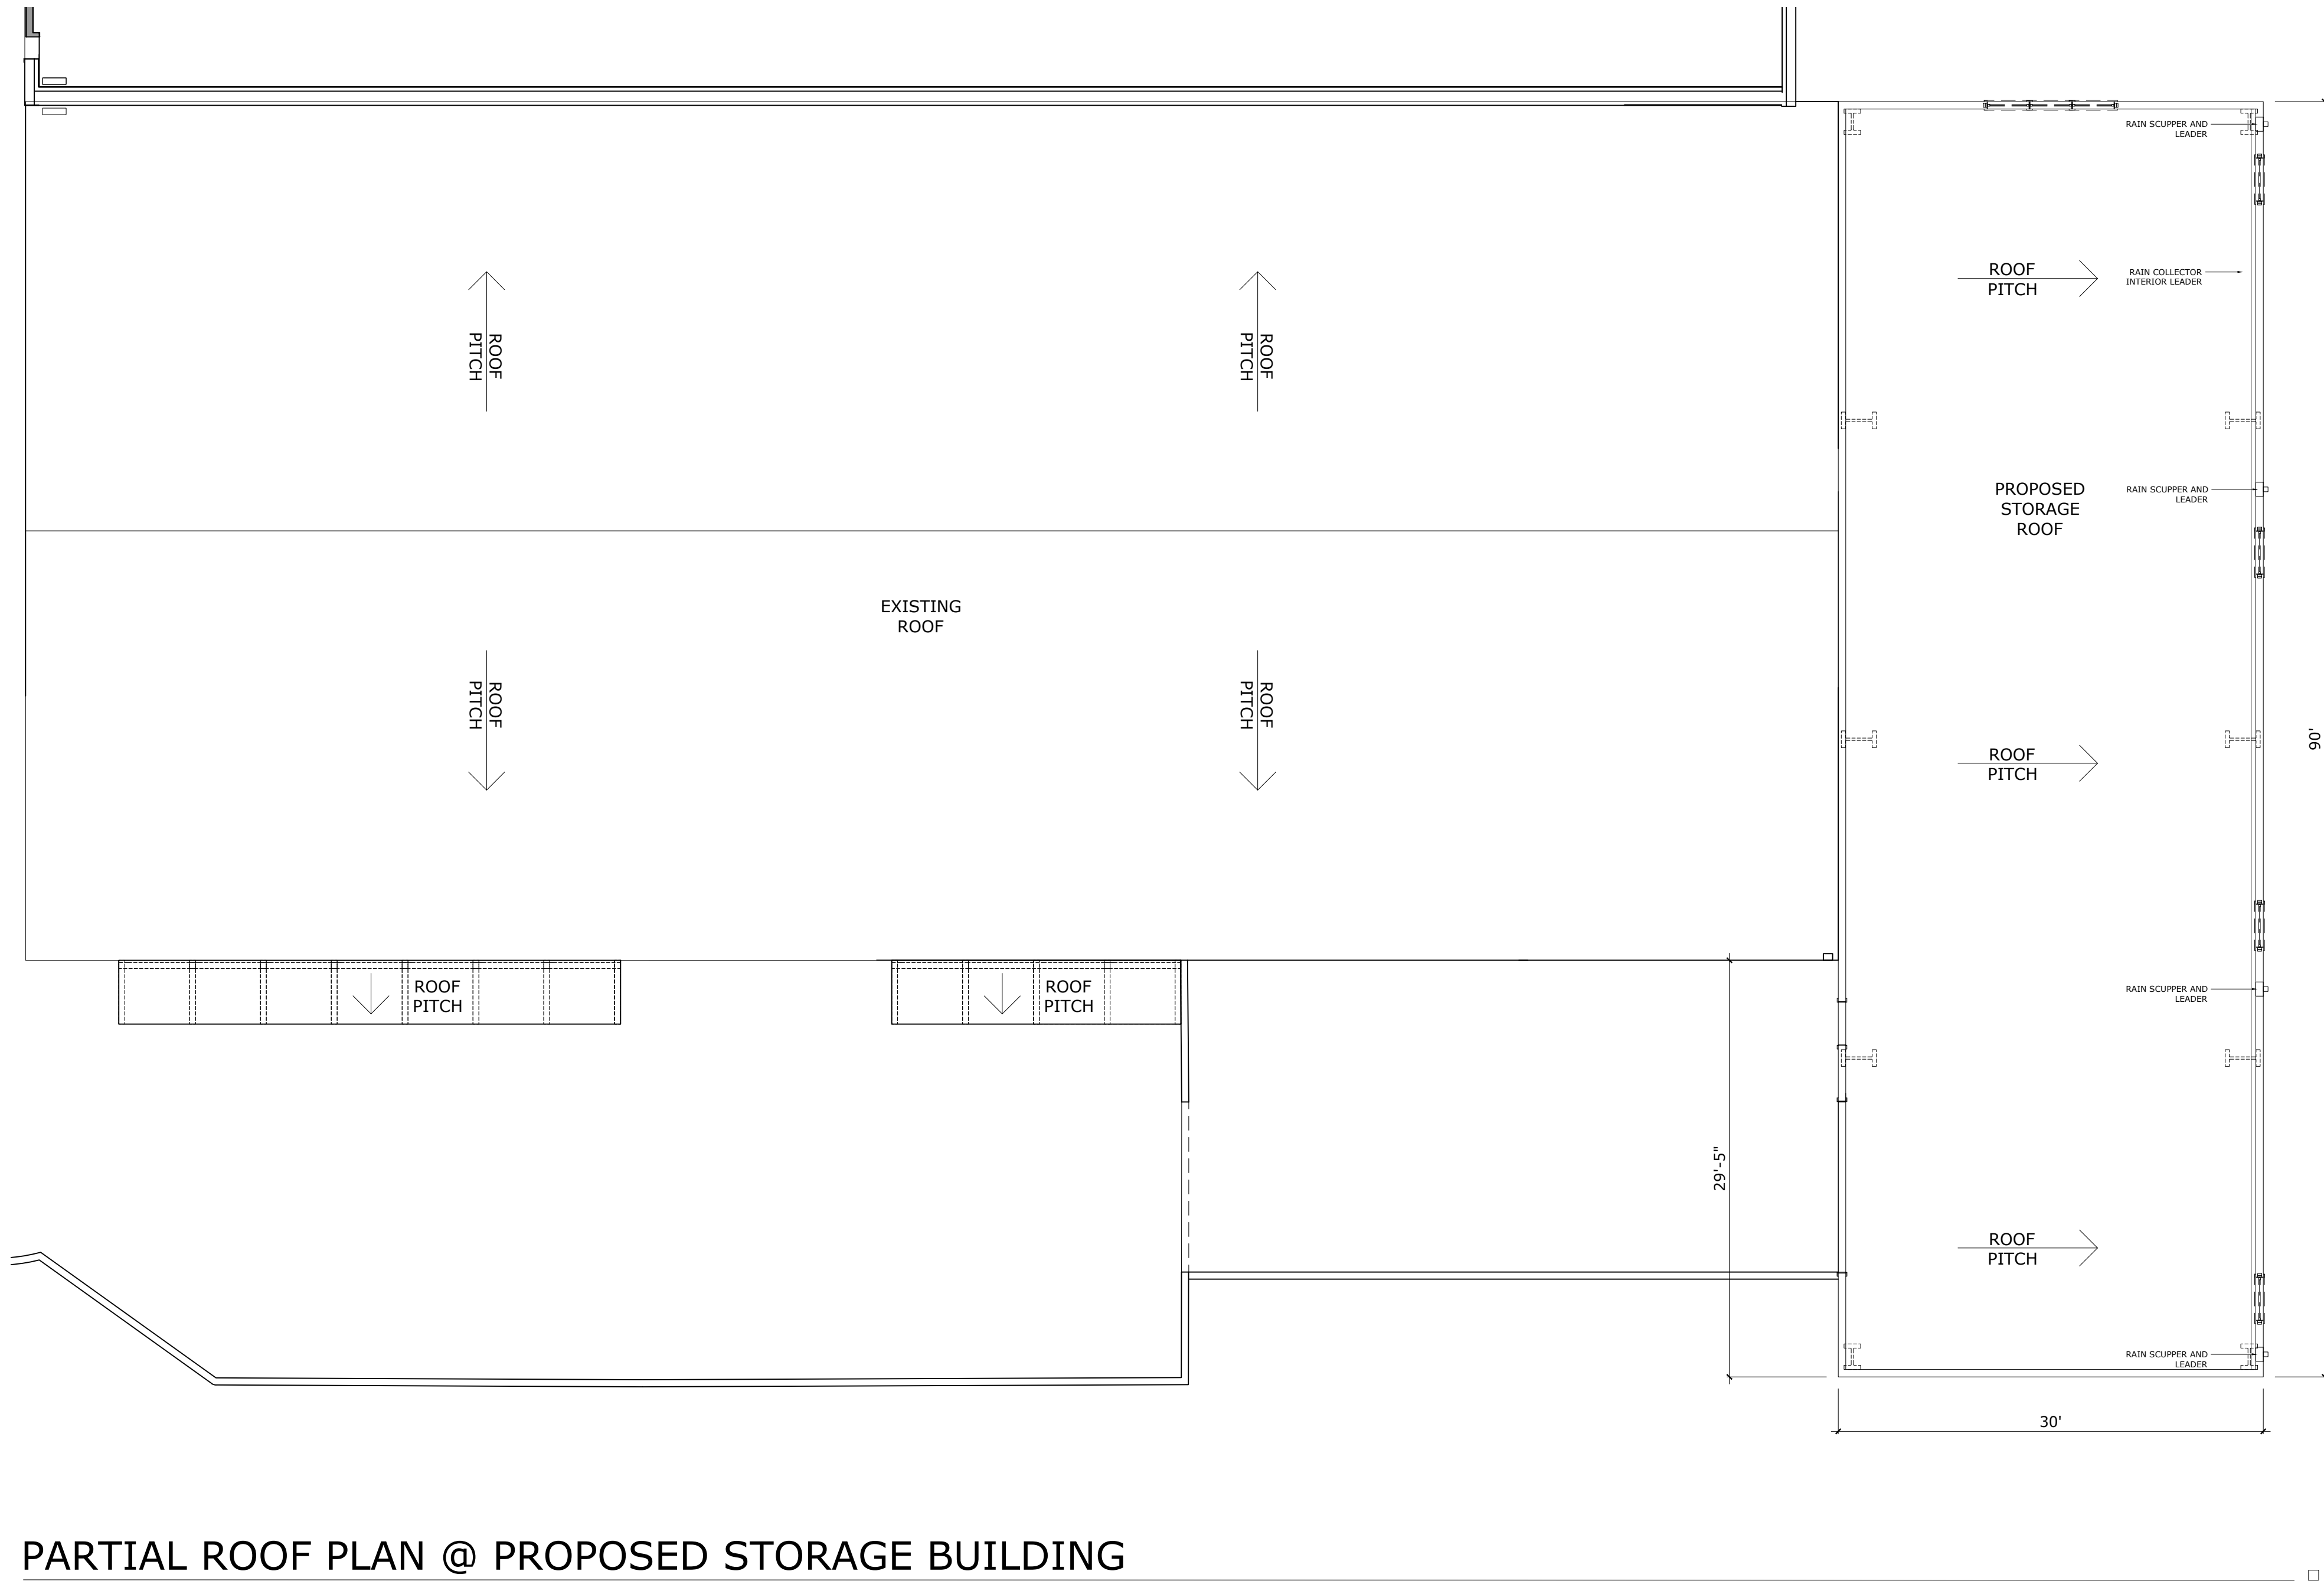 RAIN SCUPPER AND
LEADER
ROOF
PITCH
RAIN COLLECTOR
INTERIOR LEADER
ROOF
PITCH
ROOF
PITCH
PROPOSED
STORAGE
ROOF
RAIN SCUPPER AND
LEADER
EXISTING
ROOF
ROOF
PITCH
ROOF
PITCH
ROOF
PITCH
90'
ROOF
PITCH
ROOF
PITCH
RAIN SCUPPER AND
LEADER
29'-5"
ROOF
PITCH
RAIN SCUPPER AND
LEADER
30'
PARTIAL ROOF PLAN @ PROPOSED STORAGE BUILDING